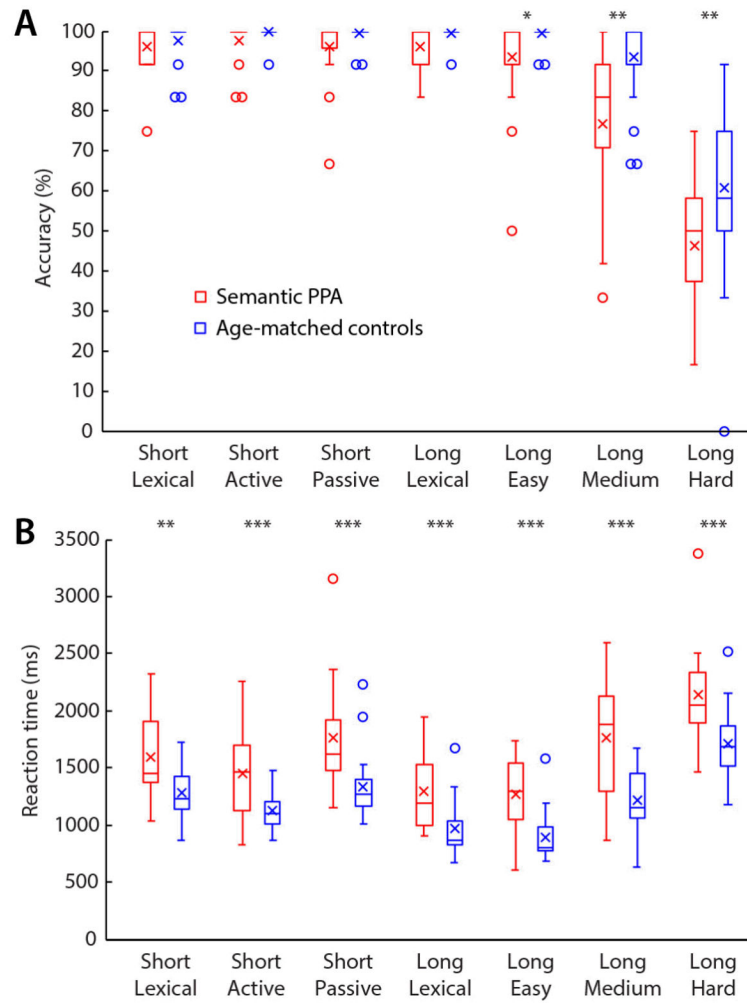 A
* ** **
100
90
80
70
60
50
40
30
20
10
0
Accuracy (%)
Semantic PPA
Age-matched controls
Short Short Short Long Long Long Long
Lexical Active Passive Lexical Easy Medium Hard
B
** *** *** *** *** *** ***
3500
3000
2500
2000
1500
1000
500
0
Reaction time (ms)
Short Short Short Long Long Long Long
Lexical Active Passive Lexical Easy Medium Hard